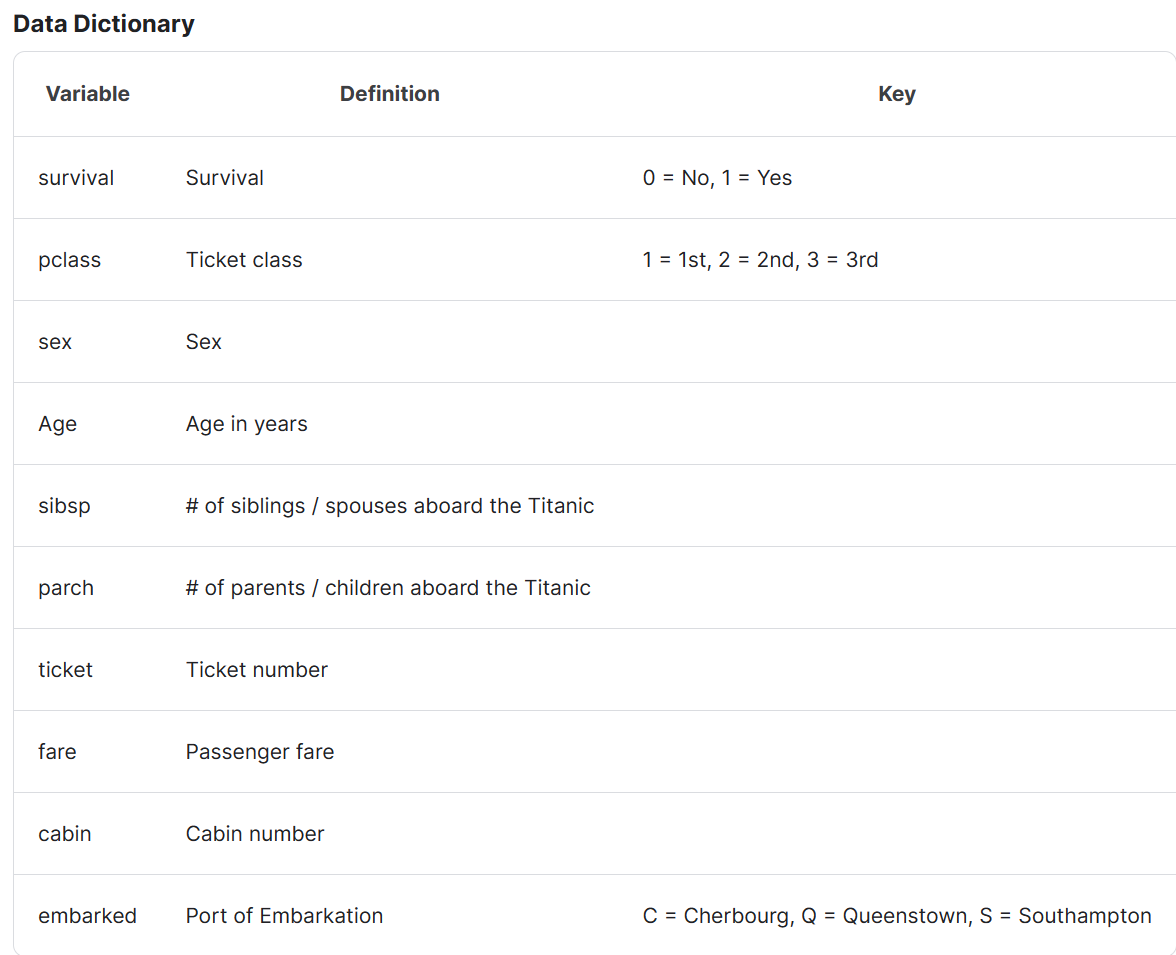 Data Dictionary
Variable Definition Key
survival Survival 0 = No, 1 = Yes
pclass Ticket class 1 = 1st, 2 = 2nd, 3 = 3rd
sex Sex
Age Age in years
sibsp # of siblings / spouses aboard the Titanic
parch # of parents / children aboard the Titanic
ticket Ticket number
fare Passenger fare
cabin Cabin number
embarked Port of Embarkation C = Cherbourg, Q = Queenstown, S = Southampton